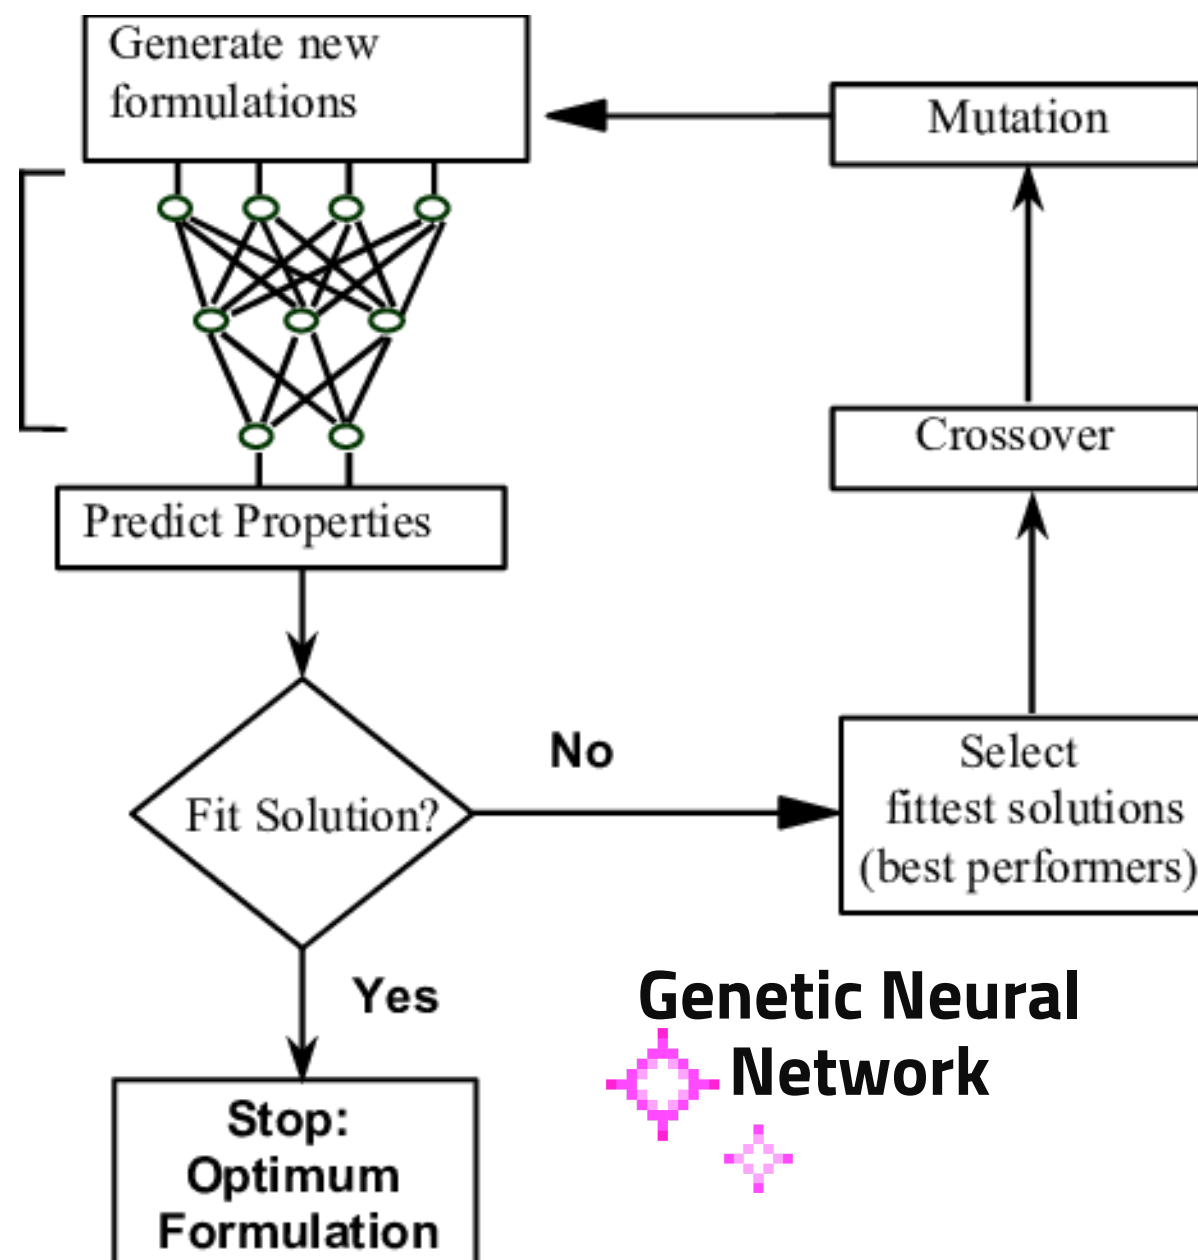 Generate new
formulations
Mutation
Crossover
Predict Properties
No
Select
fittest solutions
(best performers)
Fit Solution?
Yes
Genetic Neural
Network
Stop:
Optimum
Formulation